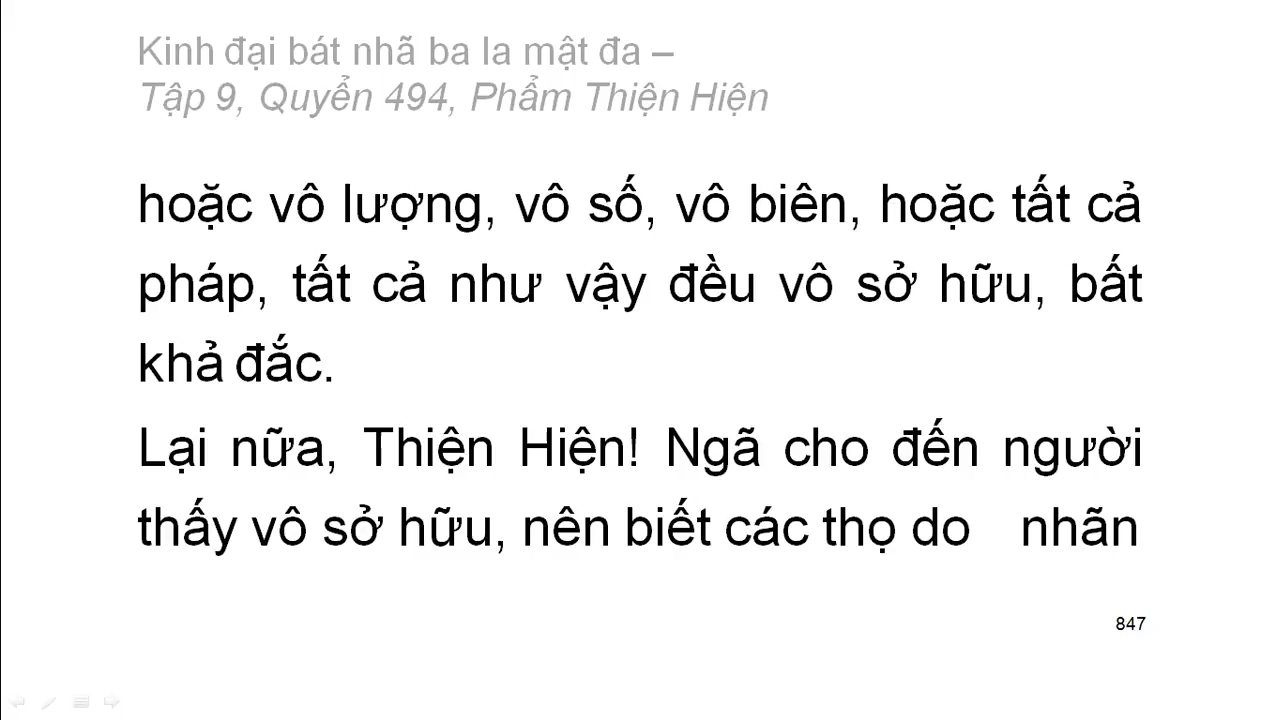 Kinh đại bát nhã ba la mật đa –
Tập 9, Quyển 494, Phẩm Thiện Hiện
hoặc vô lượng, vô số, vô biên, hoặc tất cả
pháp, tất cả như vậy đều vô sở hữu, bất
khả đắc.
Lại nữa, Thiện Hiện! Ngã cho đến người
thấy vô sở hữu, nên biết các thọ do nhãn
847